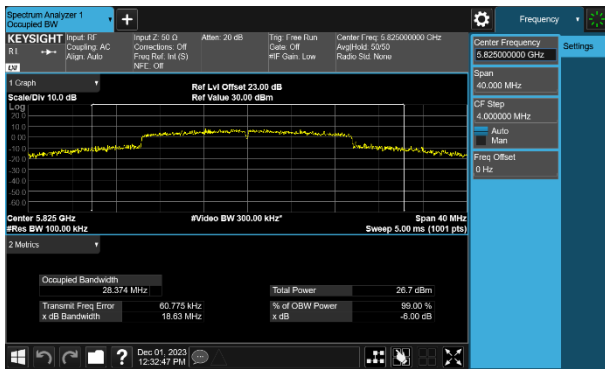 Spectrum Analyzer 1
Occupied BW
Frequency
KEYSIGHT
R L
LXI
Input: RF
Coupling: AC
Align: Auto
Input Z: 50 Ω
Corrections: Off
Freq Ref: Int (S)
NFE: Off
Atten: 20 dB
Trig: Free Run
Gate: Off
#IF Gain: Low
Center Freq: 5.825000000 GHz
Avg|Hold: 50/50
Radio Std: None
Center Frequency
5.825000000 GHz
Settings
Span
40.000 MHz
CF Step
4.000000 MHz
Auto
Man
Freq Offset
0 Hz
1 Graph
Scale/Div 10.0 dB
Ref Lvl Offset 23.00 dB
Ref Value 30.00 dBm
Log
20.0
10.0
0.00
-10.0
-20.0
-30.0
-40.0
-50.0
-60.0
Center 5.825 GHz
#Res BW 100.00 kHz
#Video BW 300.00 kHz*
Span 40 MHz
Sweep 5.00 ms (1001 pts)
2 Metrics
Occupied Bandwidth
28.374 MHz
Total Power 26.7 dBm
Transmit Freq Error 60.775 kHz
% of OBW Power 99.00 %
x dB Bandwidth 18.63 MHz
x dB -6.00 dB
?
Dec 01, 2023
12:32:47 PM